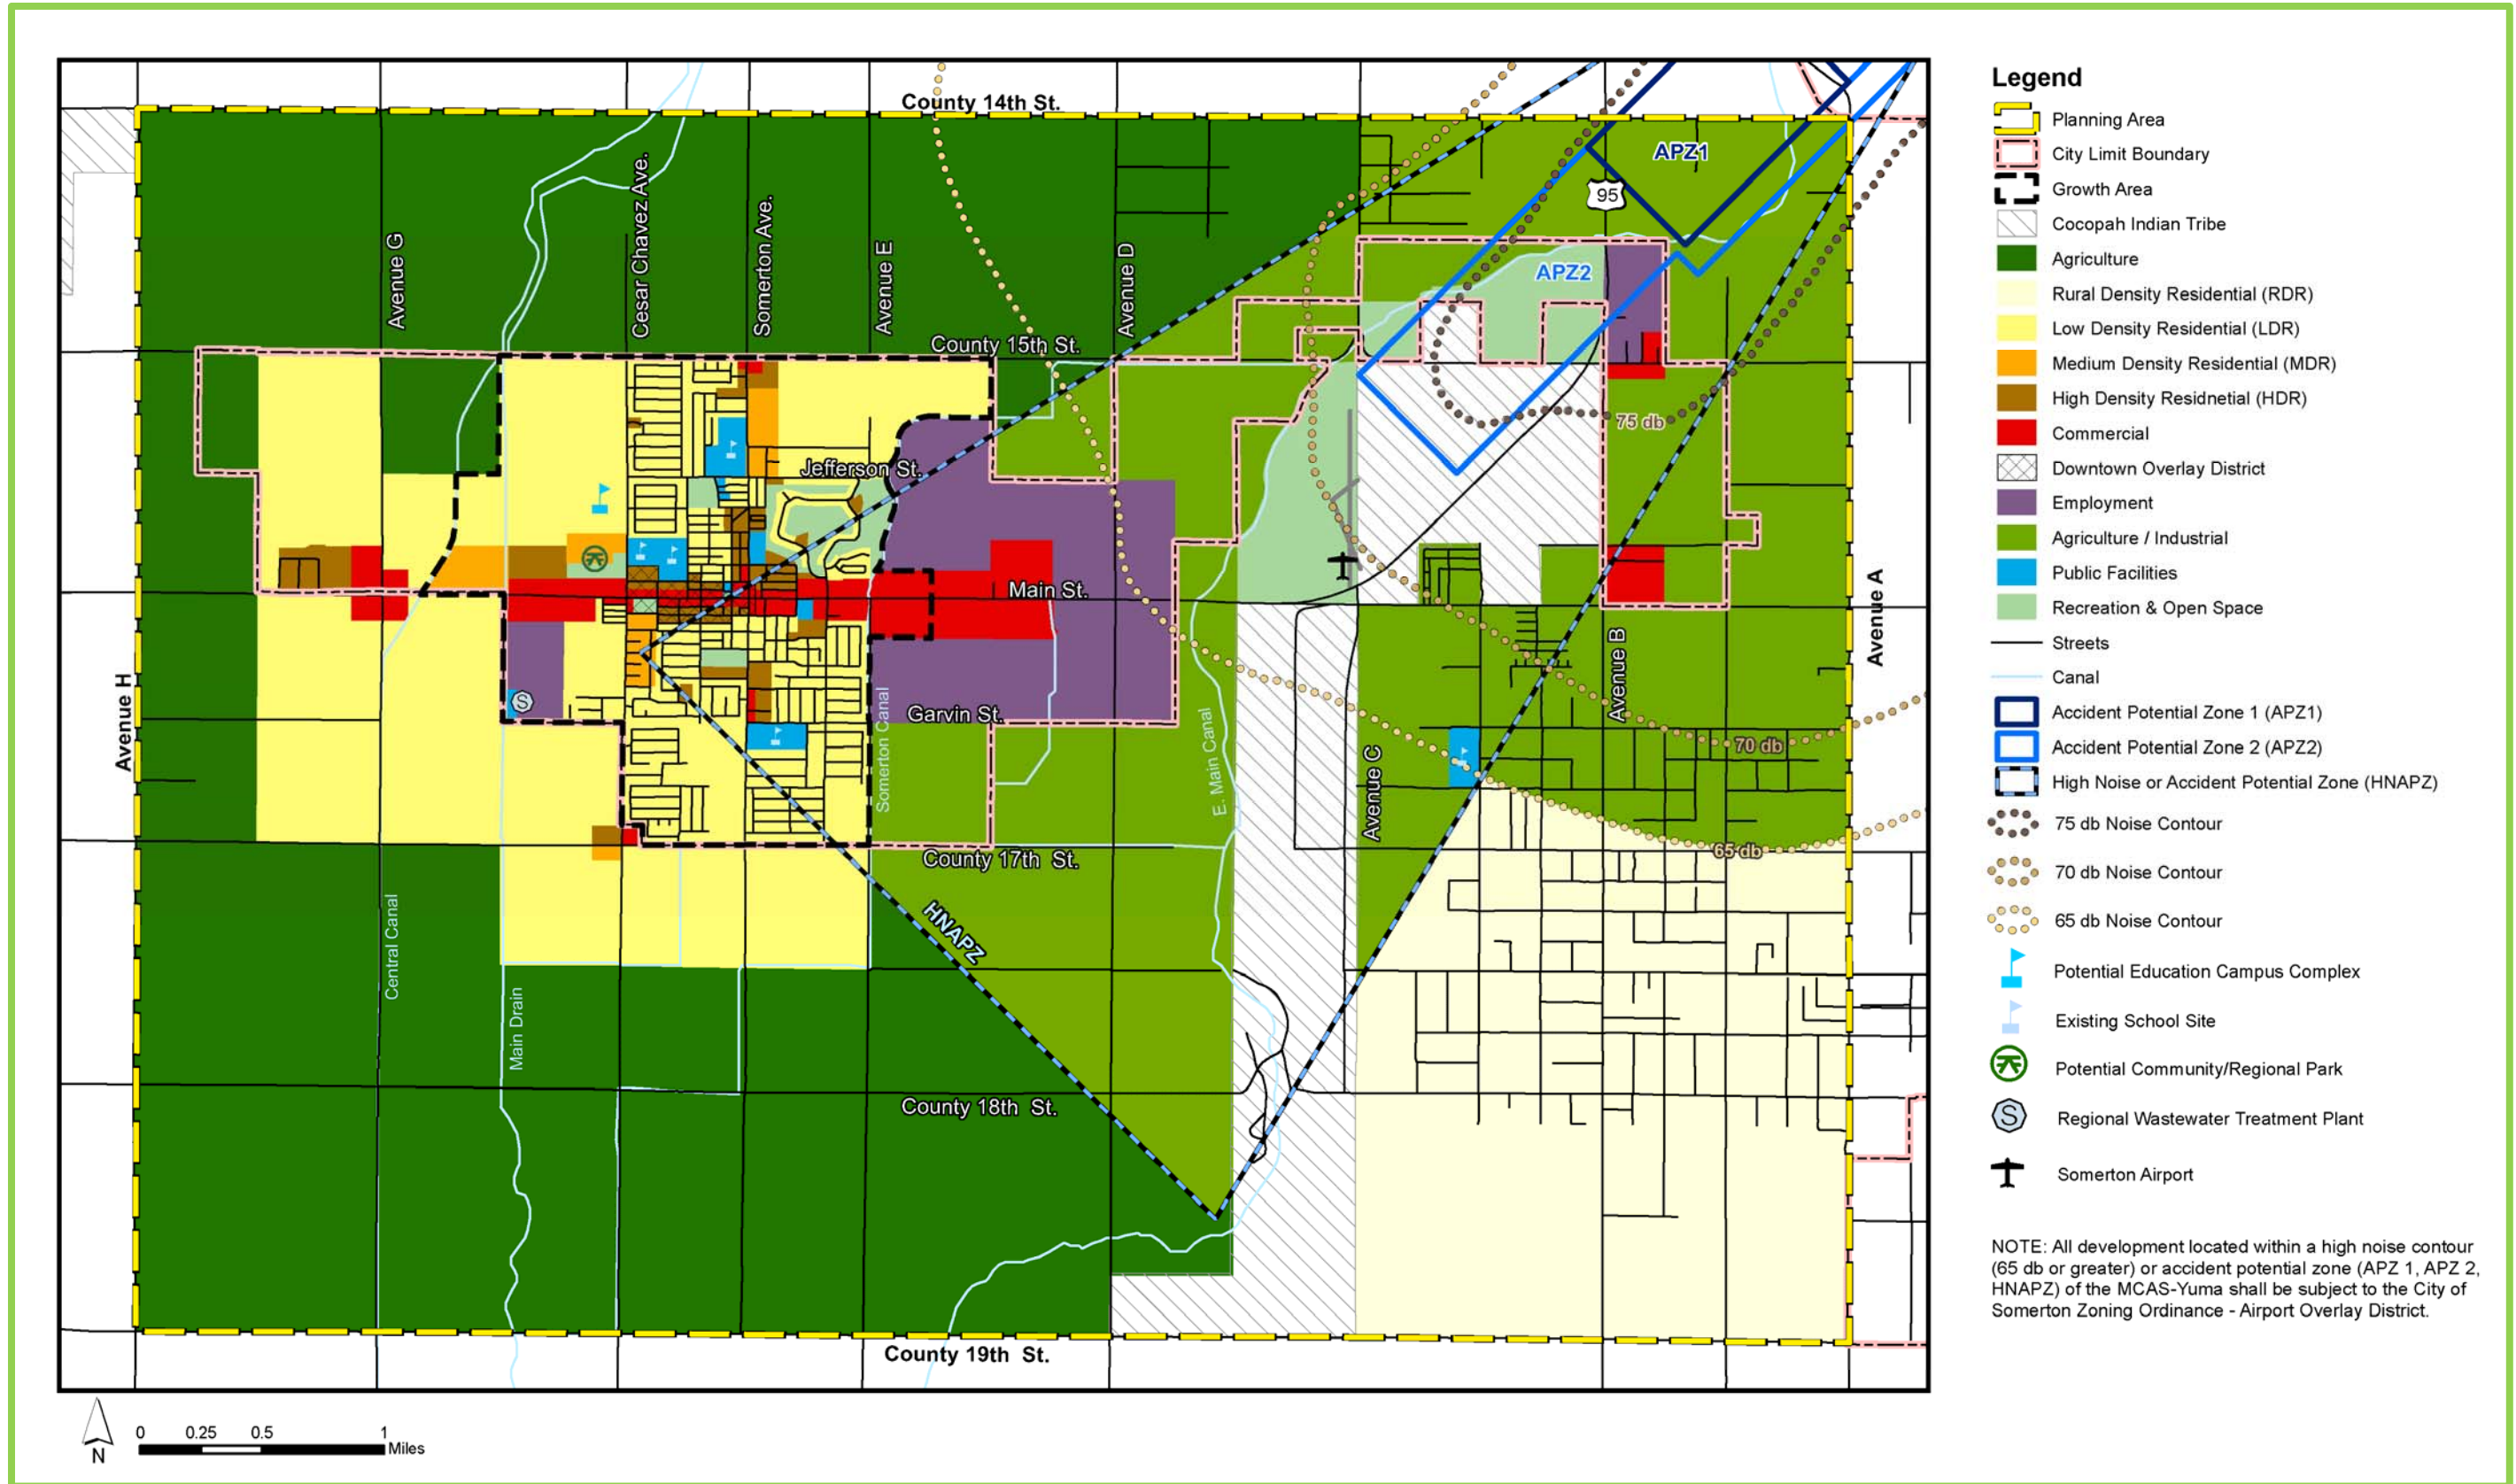 County 14th St.
APZ1
95
Avenue G
Cesar Chavez Ave.
Somerton Ave.
Avenue E
Avenue D
APZ2
County 15th St.
75 db
Jefferson St.
Main St.
Avenue H
S
Garvin St.
Somerton Canal
E. Main Canal
Avenue C
Avenue B
Avenue A
70 db
65 db
County 17th St.
HNAPZ
Central Canal
Main Drain
County 18th St.
County 19th St.
N
0 0.25 0.5 1
Miles
Legend
Planning Area
City Limit Boundary
Growth Area
Cocopah Indian Tribe
Agriculture
Rural Density Residential (RDR)
Low Density Residential (LDR)
Medium Density Residential (MDR)
High Density Residnetial (HDR)
Commercial
Downtown Overlay District
Employment
Agriculture / Industrial
Public Facilities
Recreation & Open Space
Streets
Canal
Accident Potential Zone 1 (APZ1)
Accident Potential Zone 2 (APZ2)
High Noise or Accident Potential Zone (HNAPZ)
75 db Noise Contour
70 db Noise Contour
65 db Noise Contour
Potential Education Campus Complex
Existing School Site
Potential Community/Regional Park
S Regional Wastewater Treatment Plant
Somerton Airport
NOTE: All development located within a high noise contour
(65 db or greater) or accident potential zone (APZ 1, APZ 2,
HNAPZ) of the MCAS-Yuma shall be subject to the City of
Somerton Zoning Ordinance - Airport Overlay District.